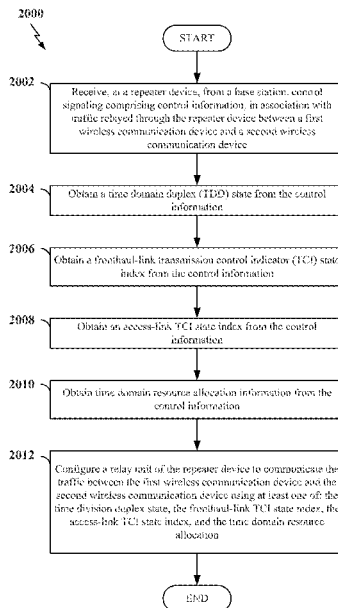 2000
START
2002
Receive, at a repeater device, from a base station, control
signaling comprising control information, in association with
traffic relayed through the repeater device between a first
wireless communication device and a second wireless
communication device
2004
Obtain a time domain duplex (TDD) state from the control
information
2006
Obtain a fronthaul-link transmission control indicator (TCI) state
index from the control information
2008
Obtain an access-link TCI state index from the control
information
2010
Obtain time domain resource allocation information from the
control information
2012
Configure a relay unit of the repeater device to communicate the
traffic between the first wireless communication device and the
second wireless communication device using at least one of: the
time division duplex state, the fronthaul-link TCI state index, the
access-link TCI state index, and the time domain resource
allocation
END